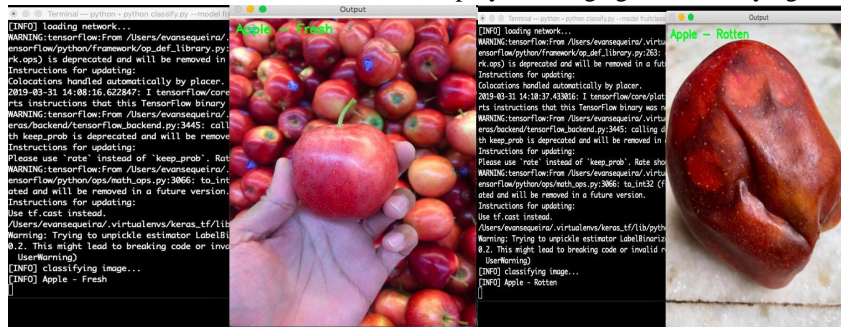 Terminal — python • python classify.py --model fr
[INFO] loading network...
WARNING:tensorflow:From /Users/evansequeira/.
ensorflow/python/framework/op_def_library.py:
rk.ops) is deprecated and will be removed in
Instructions for updating:
Colocations handled automatically by placer.
2019-03-31 14:08:16.622847: I tensorflow/core
rts instructions that this TensorFlow binary
WARNING:tensorflow:From /Users/evansequeira/.
eras/backend/tensorflow_backend.py:3445: call
th keep_prob is deprecated and will be remove
Instructions for updating:
Please use `rate` instead of `keep_prob`. Rat
WARNING:tensorflow:From /Users/evansequeira/.
ensorflow/python/ops/math_ops.py:3066: to_int
ated and will be removed in a future version.
Instructions for updating:
Use tf.cast instead.
/Users/evansequeira/.virtualenvs/keras_tf/lib
Warning: Trying to unpickle estimator LabelBi
0.2. This might lead to breaking code or inva
UserWarning)
[INFO] classifying image...
[INFO] Apple - Fresh
Output
Apple - Fresh
Terminal — python • python classify.py --model fruitclass
[INFO] loading network...
WARNING:tensorflow:From /Users/evansequeira/.virtu
ensorflow/python/framework/op_def_library.py:263:
rk.ops) is deprecated and will be removed in a fut
Instructions for updating:
Colocations handled automatically by placer.
2019-03-31 14:10:37.433016: I tensorflow/core/plat
rts instructions that this TensorFlow binary was n
WARNING:tensorflow:From /Users/evansequeira/.virtu
eras/backend/tensorflow_backend.py:3445: calling d
th keep_prob is deprecated and will be removed in
Instructions for updating:
Please use `rate` instead of `keep_prob`. Rate sho
WARNING:tensorflow:From /Users/evansequeira/.virtu
ensorflow/python/ops/math_ops.py:3066: to_int32 (f
ated and will be removed in a future version.
Instructions for updating:
Use tf.cast instead.
/Users/evansequeira/.virtualenvs/keras_tf/lib/pyth
Warning: Trying to unpickle estimator LabelBinariz
0.2. This might lead to breaking code or invalid r
UserWarning)
[INFO] classifying image...
[INFO] Apple - Rotten
Output
Apple - Rotten